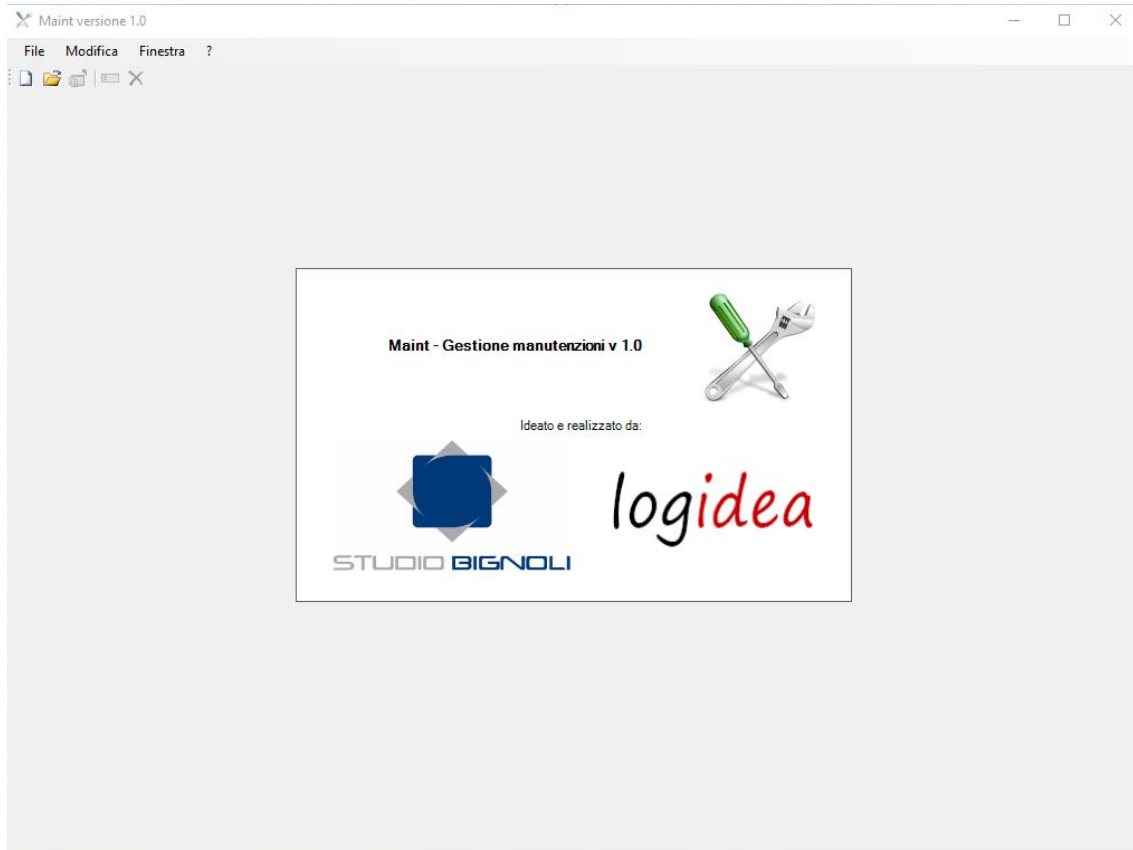 Maint versione 1.0
File Modifica Finestra ?
Maint - Gestione manutenzioni v 1.0
Ideato e realizzato da:
STUDIO BIGNOLI
logidea